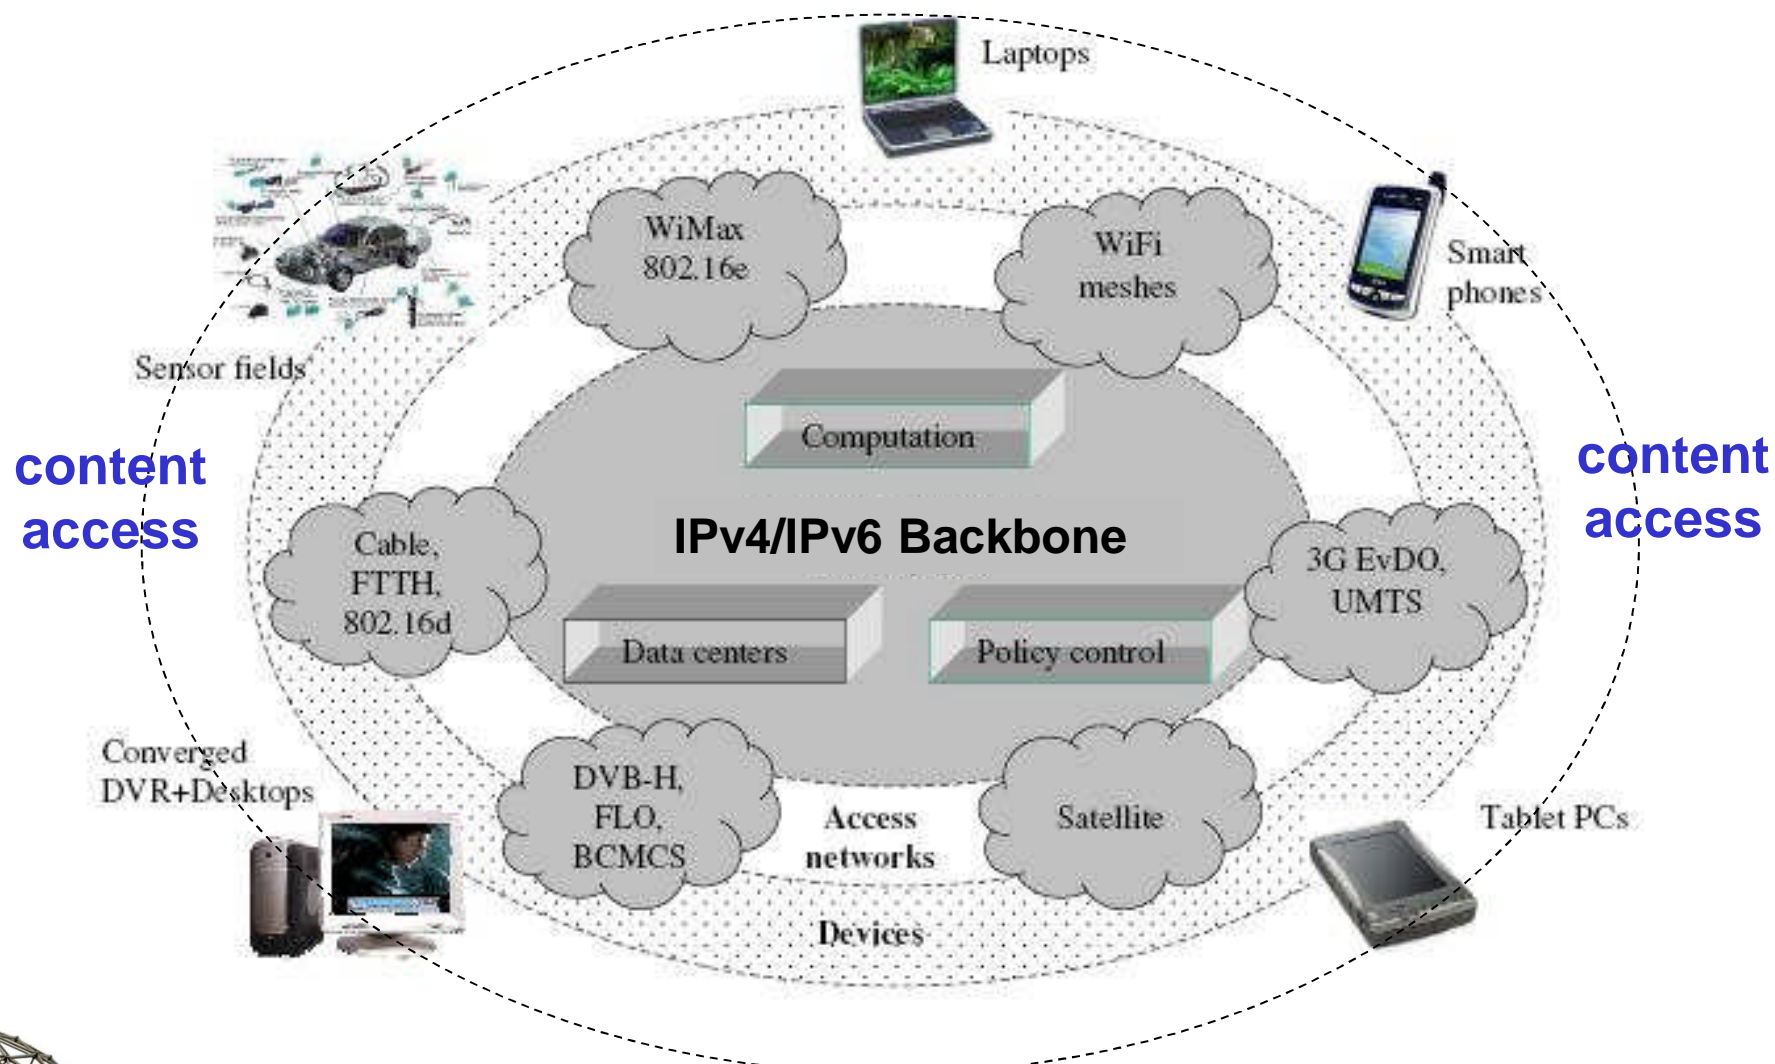 Laptops
WiMax
802.16e
WiFi
meshes
Smart
phones
Sensor fields
Computation
content
access
content
access
IPv4/IPv6 Backbone
Cable,
FTTH,
802.16d
3G EvDO,
UMTS
Data centers
Policy control
Converged
DVR+Desktops
DVB-H,
FLO,
BCMCS
Access
networks
Satellite
Tablet PCs
Devices